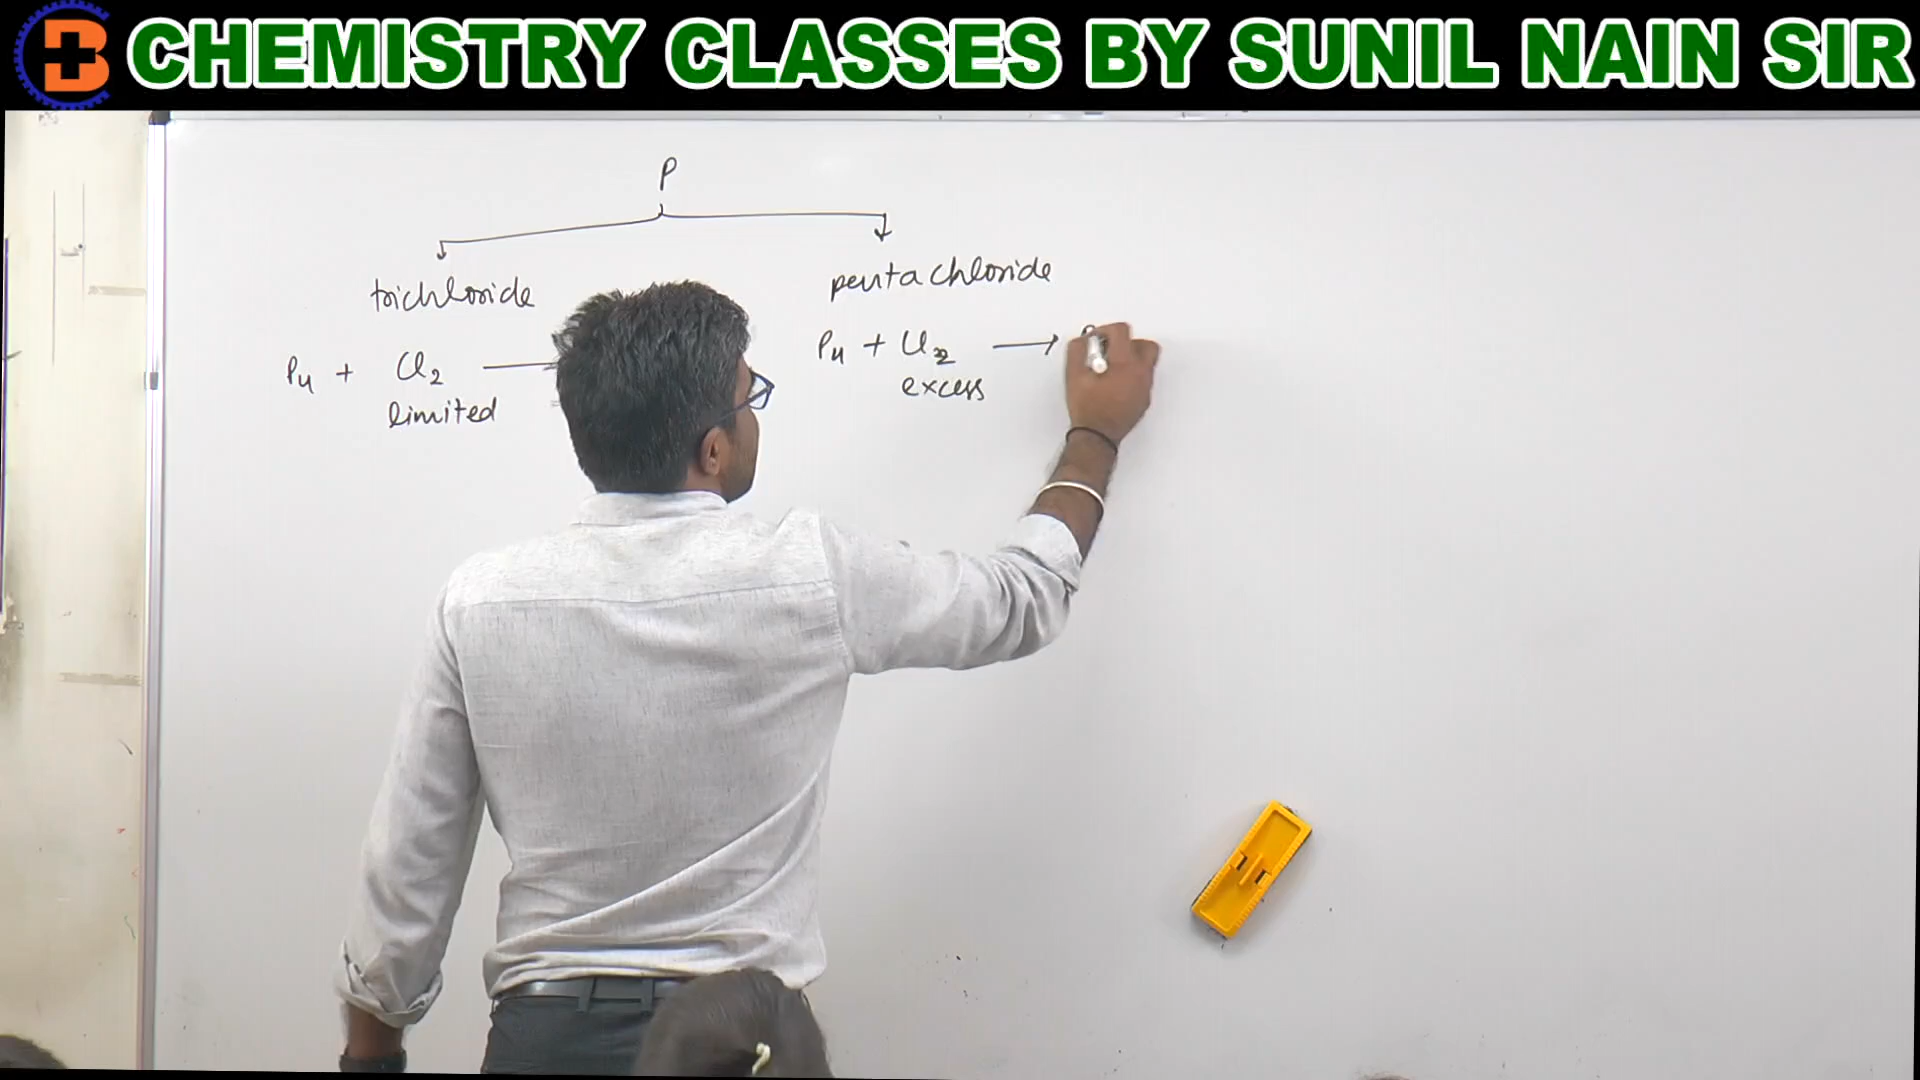 CHEMISTRY CLASSES BY SUNIL NAIN SIR
P
trichloride
pentachloride
P4 + Cl2 →
limited
P4 + Cl2 →
excess